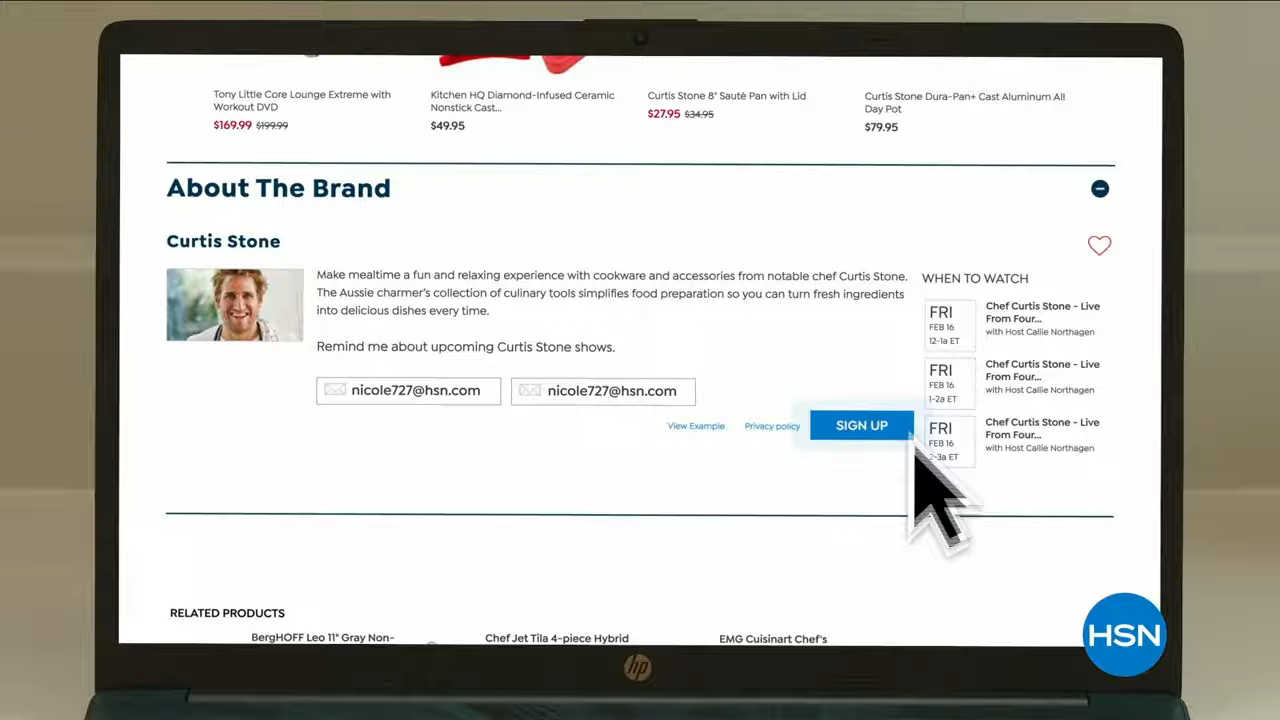 Tony Little Core Lounge Extreme with
Workout DVD
$169.99 $199.99
Kitchen HQ Diamond-Infused Ceramic
Nonstick Cast...
$49.95
Curtis Stone 8" Sauté Pan with Lid
$27.95 $34.95
Curtis Stone Dura-Pan+ Cast Aluminum All
Day Pot
$79.95
About The Brand
Curtis Stone
Make mealtime a fun and relaxing experience with cookware and accessories from notable chef Curtis Stone.
The Aussie charmer's collection of culinary tools simplifies food preparation so you can turn fresh ingredients
into delicious dishes every time.
Remind me about upcoming Curtis Stone shows.
nicole727@hsn.com
nicole727@hsn.com
View Example
Privacy policy
SIGN UP
WHEN TO WATCH
FRI
FEB 16
12-1a ET
Chef Curtis Stone - Live
From Four...
with Host Callie Northagen
FRI
FEB 16
1-2a ET
Chef Curtis Stone - Live
From Four...
with Host Callie Northagen
FRI
FEB 16
2-3a ET
Chef Curtis Stone - Live
From Four...
with Host Callie Northagen
RELATED PRODUCTS
BergHOFF Leo 11" Gray Non-
Chef Jet Tila 4-piece Hybrid
EMG Cuisinart Chef's
HSN
hp